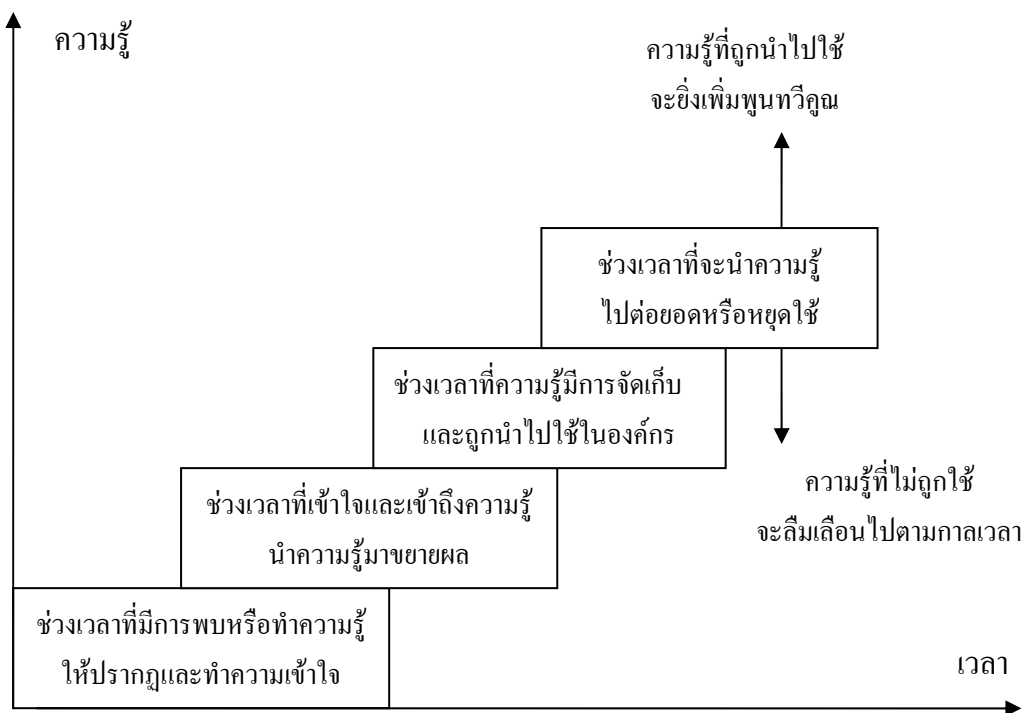 ความรู้
ความรู้ที่ถูกนำไปใช้
จะยิ่งเพิ่มพูนทวีคูณ
ช่วงเวลาที่จะนำความรู้
ไปต่อยอดหรือหยุดใช้
ช่วงเวลาที่ความรู้มีการจัดเก็บ
และถูกนำไปใช้ในองค์กร
ความรู้ที่ไม่ถูกใช้
จะลืมเลือนไปตามกาลเวลา
ช่วงเวลาที่เข้าใจและเข้าถึงความรู้
นำความรู้มาขยายผล
ช่วงเวลาที่มีการพบหรือทำความรู้
ให้ปรากฏและทำความเข้าใจ
เวลา